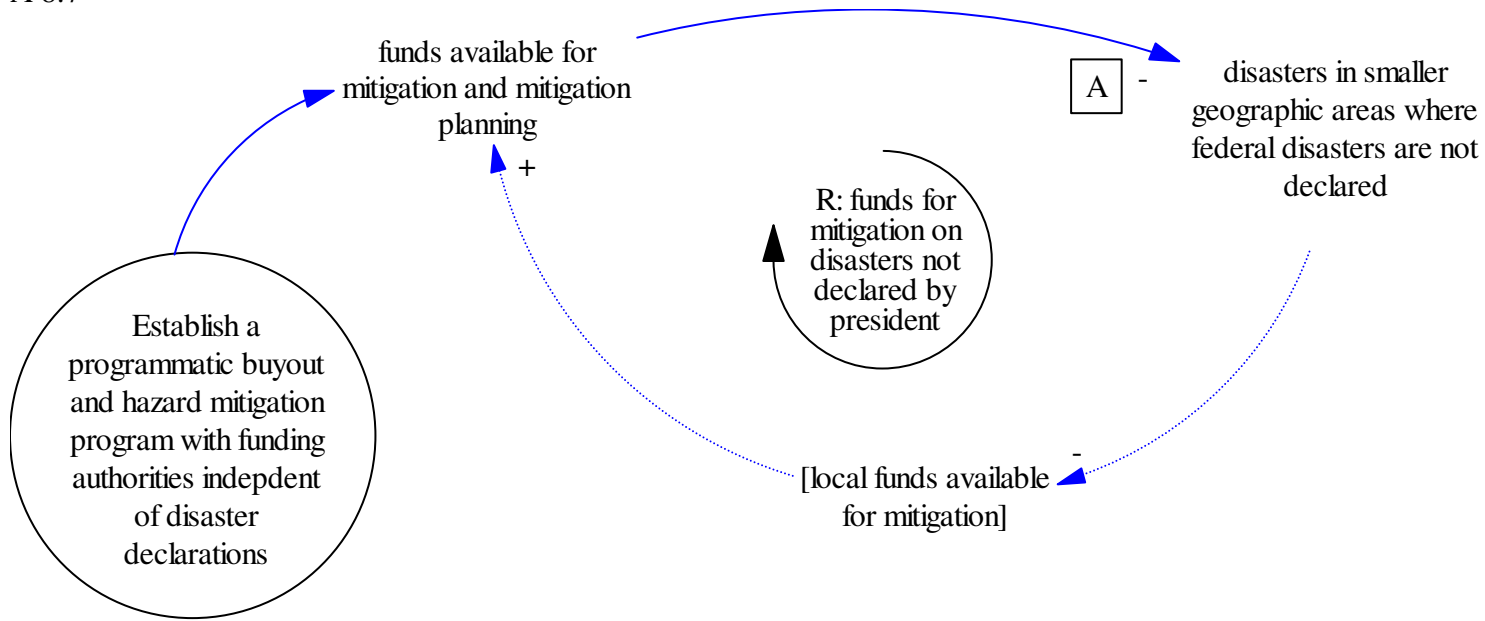 funds available for
mitigation and mitigation
planning
+
A
-
disasters in smaller
geographic areas where
federal disasters are not
declared
R: funds for
mitigation on
disasters not
declared by
president
Establish a
programmatic buyout
and hazard mitigation
program with funding
authorities indepdent
of disaster
declarations
-
[local funds available
for mitigation]